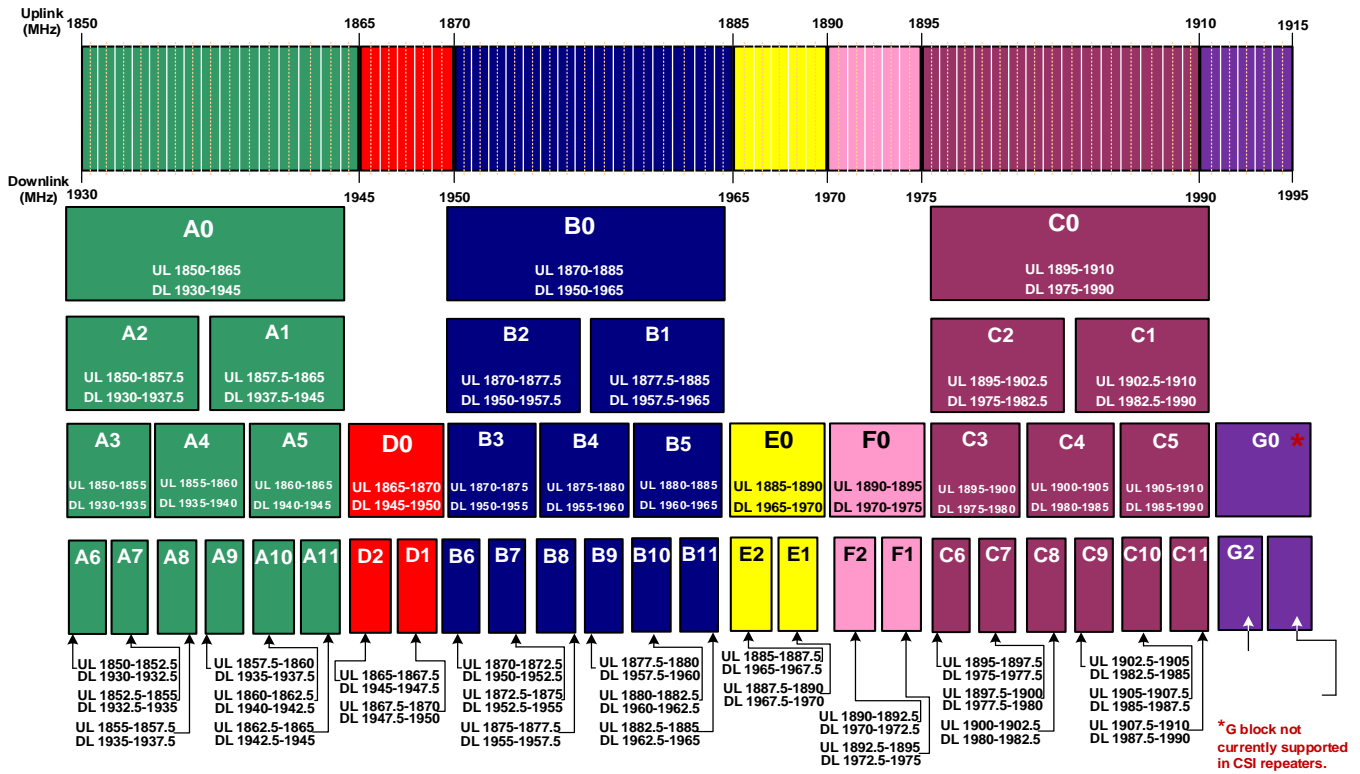 Uplink
(MHz)
1850 1865 1870 1885 1890 1895 1910 1915
Downlink
(MHz)
1930 1945 1950 1965 1970 1975 1990 1995
A0
UL 1850-1865
DL 1930-1945
B0
UL 1870-1885
DL 1950-1965
C0
UL 1895-1910
DL 1975-1990
A2
UL 1850-1857.5
DL 1930-1937.5
A1
UL 1857.5-1865
DL 1937.5-1945
B2
UL 1870-1877.5
DL 1950-1957.5
B1
UL 1877.5-1885
DL 1957.5-1965
C2
UL 1895-1902.5
DL 1975-1982.5
C1
UL 1902.5-1910
DL 1982.5-1990
A3
UL 1850-1855
DL 1930-1935
A4
UL 1855-1860
DL 1935-1940
A5
UL 1860-1865
DL 1940-1945
D0
UL 1865-1870
DL 1945-1950
B3
UL 1870-1875
DL 1950-1955
B4
UL 1875-1880
DL 1955-1960
B5
UL 1880-1885
DL 1960-1965
E0
UL 1885-1890
DL 1965-1970
F0
UL 1890-1895
DL 1970-1975
C3
UL 1895-1900
DL 1975-1980
C4
UL 1900-1905
DL 1980-1985
C5
UL 1905-1910
DL 1985-1990
G0 *
A6 A7 A8 A9 A10 A11 D2 D1 B6 B7 B8 B9 B10 B11 E2 E1 F2 F1 C6 C7 C8 C9 C10 C11 G2
UL 1850-1852.5
DL 1930-1932.5
UL 1852.5-1855
DL 1932.5-1935
UL 1855-1857.5
DL 1935-1937.5
UL 1857.5-1860
DL 1935-1937.5
UL 1860-1862.5
DL 1940-1942.5
UL 1862.5-1865
DL 1942.5-1945
UL 1865-1867.5
DL 1945-1947.5
UL 1867.5-1870
DL 1947.5-1950
UL 1870-1872.5
DL 1950-1952.5
UL 1872.5-1875
DL 1952.5-1955
UL 1875-1877.5
DL 1955-1957.5
UL 1877.5-1880
DL 1957.5-1960
UL 1880-1882.5
DL 1960-1962.5
UL 1882.5-1885
DL 1962.5-1965
UL 1885-1887.5
DL 1965-1967.5
UL 1887.5-1890
DL 1967.5-1970
UL 1890-1892.5
DL 1970-1972.5
UL 1892.5-1895
DL 1972.5-1975
UL 1895-1897.5
DL 1975-1977.5
UL 1897.5-1900
DL 1977.5-1980
UL 1900-1902.5
DL 1980-1982.5
UL 1902.5-1905
DL 1982.5-1985
UL 1905-1907.5
DL 1985-1987.5
UL 1907.5-1910
DL 1987.5-1990
*G block not
currently supported
in CSI repeaters.